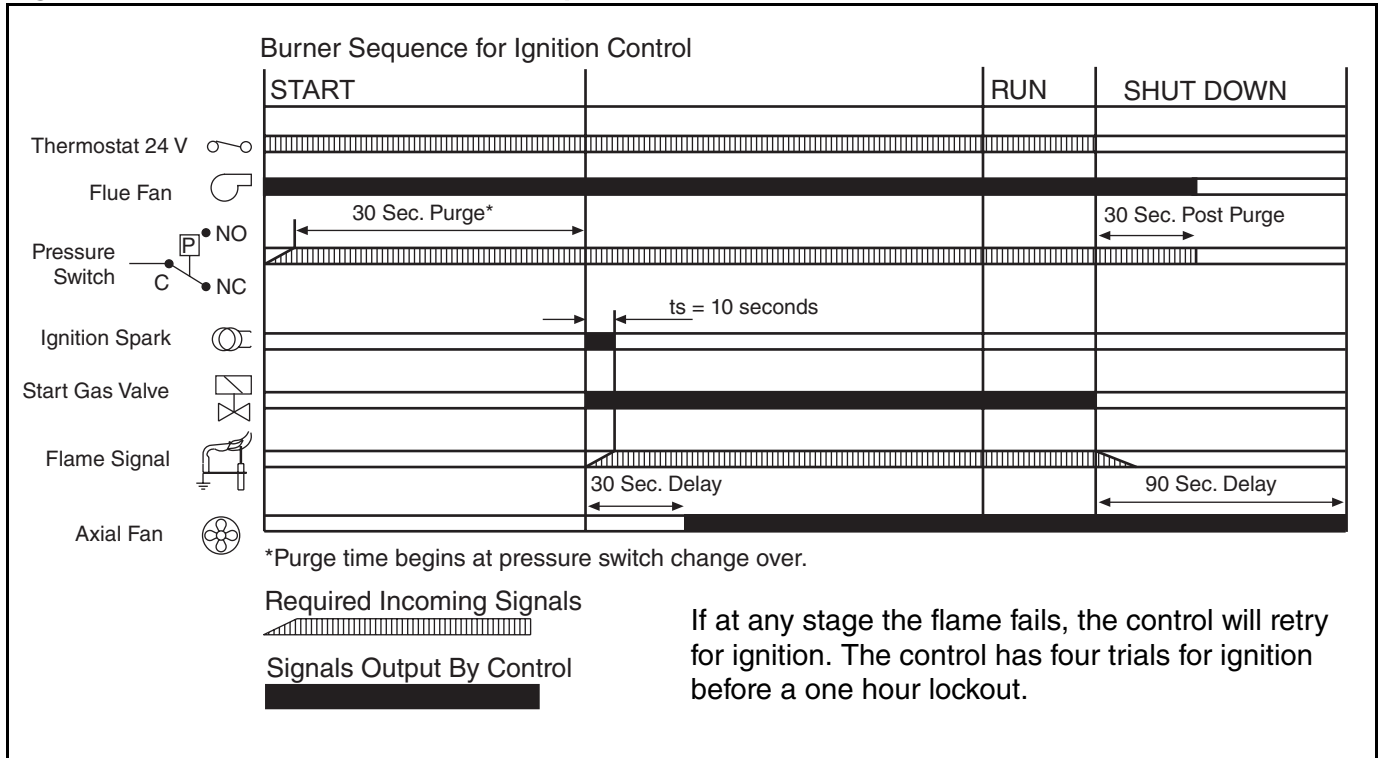 Burner Sequence for Ignition Control
START
RUN
SHUT DOWN
Thermostat 24 V
Flue Fan
30 Sec. Purge*
30 Sec. Post Purge
Pressure
Switch
P
NO
C
NC
ts = 10 seconds
Ignition Spark
Start Gas Valve
Flame Signal
30 Sec. Delay
90 Sec. Delay
Axial Fan
*Purge time begins at pressure switch change over.
Required Incoming Signals
Signals Output By Control
If at any stage the flame fails, the control will retry
for ignition. The control has four trials for ignition
before a one hour lockout.